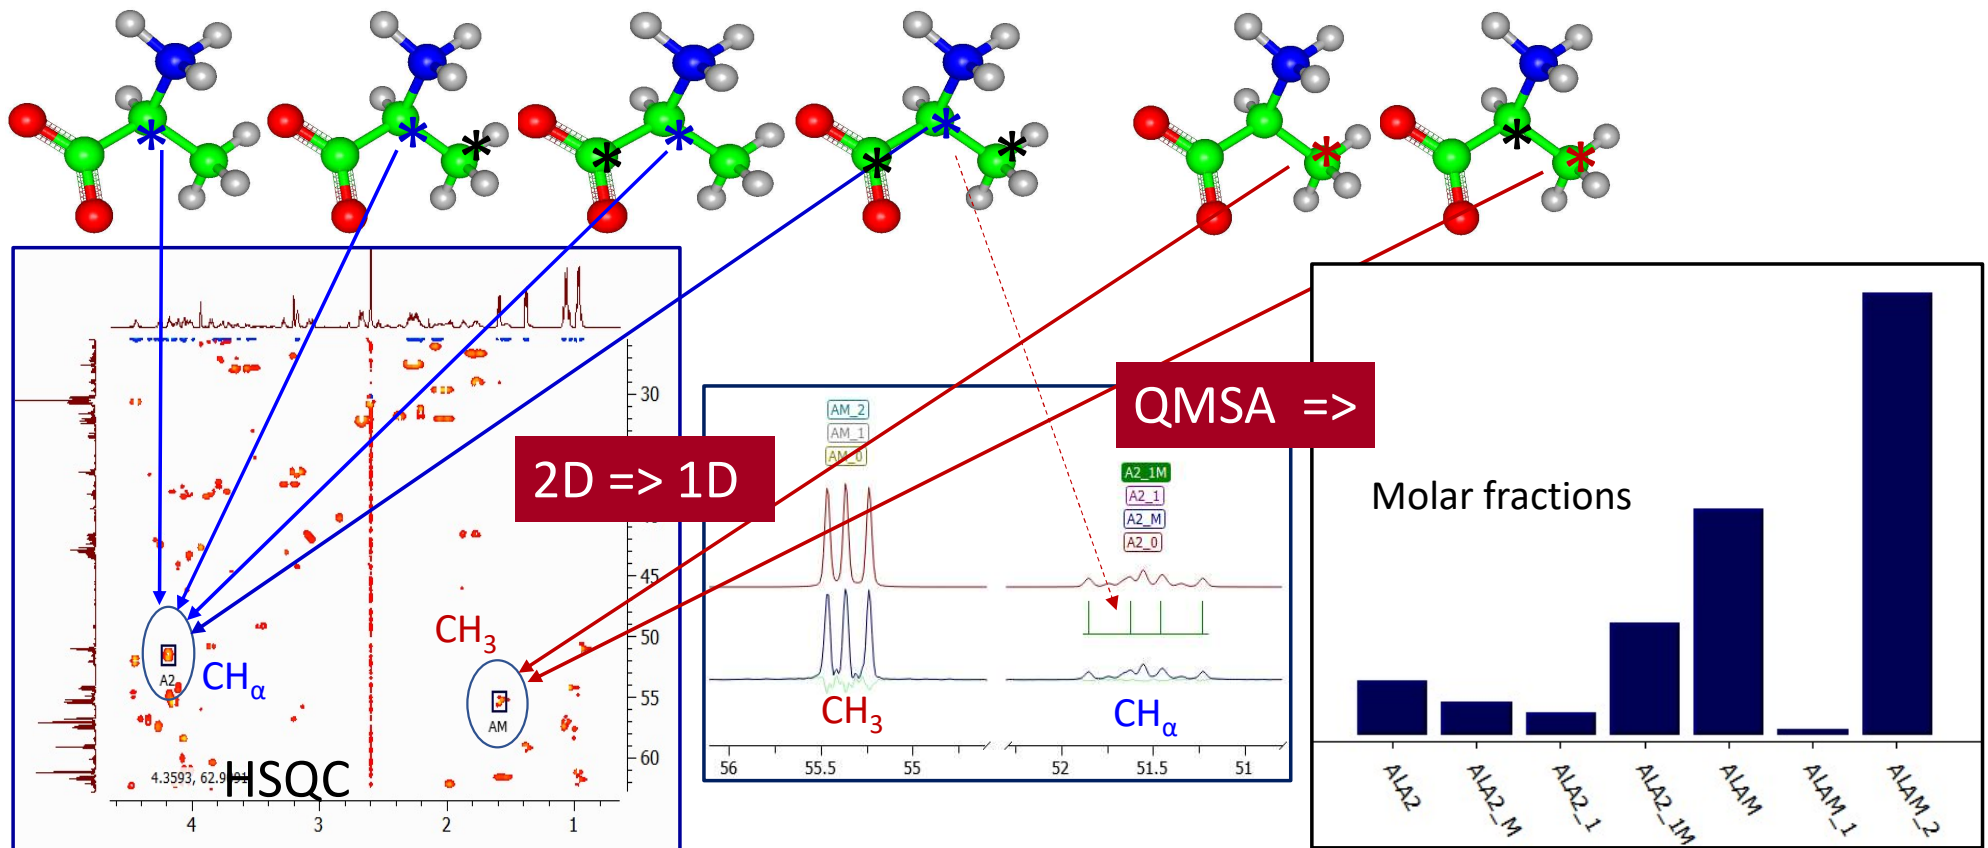 30
45
50
55
60
4
3
2
1
A2
CHα
CH3
AM
4.3593, 62.9
HSQC
2D => 1D
AM_2
AM_1
AM_0
A2_1M
A2_1
A2_M
A2_0
CH3
CHα
56
55.5
55
52
51.5
51
QMSA =>
Molar fractions
ALA2
ALA2_M
ALA2_1
ALA2_1M
ALAM
ALAM_1
ALAM_2